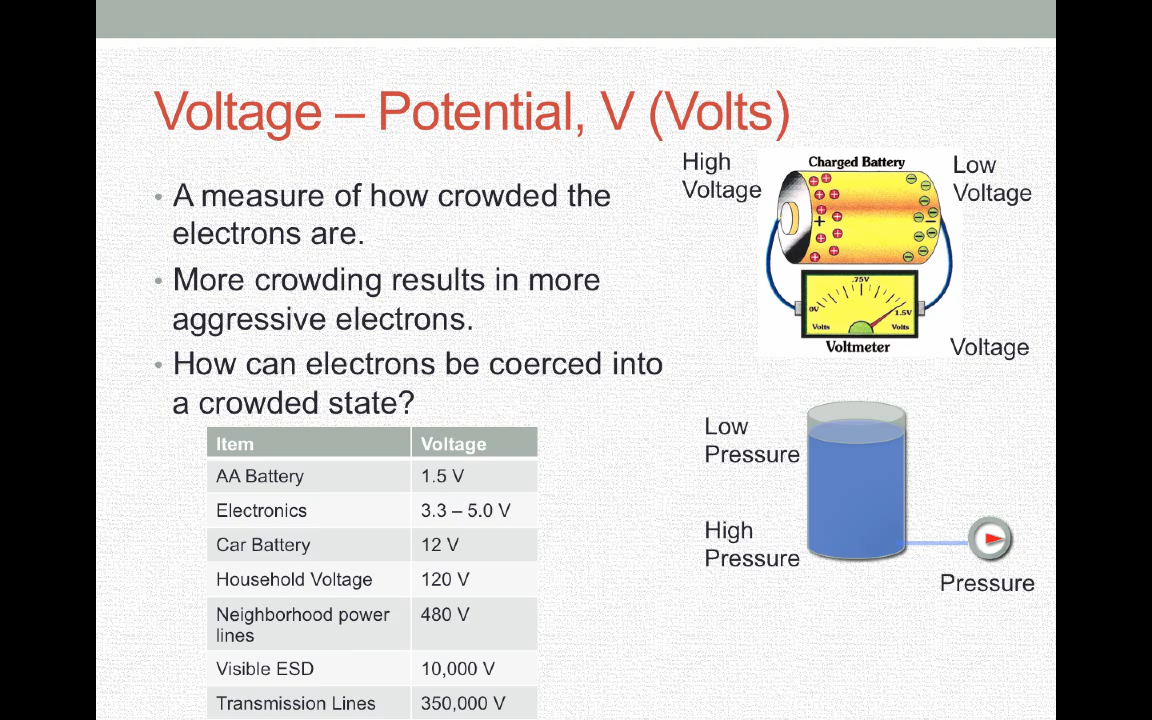 Voltage – Potential, V (Volts)
• A measure of how crowded the
electrons are.
• More crowding results in more
aggressive electrons.
• How can electrons be coerced into
a crowded state?
Item Voltage
AA Battery 1.5 V
Electronics 3.3 – 5.0 V
Car Battery 12 V
Household Voltage 120 V
Neighborhood power 480 V
lines
Visible ESD 10,000 V
Transmission Lines 350,000 V
High
Voltage
Charged Battery
Low
Voltage
+ –
.75V
0V 1.5V
Volts Volts
Voltmeter
Voltage
Low
Pressure
High
Pressure
Pressure